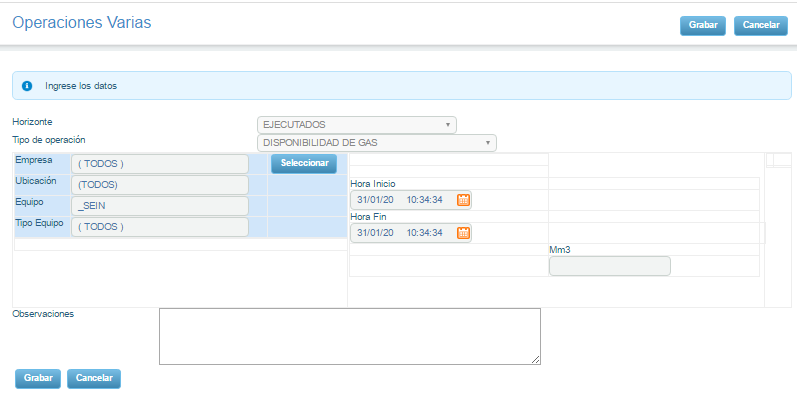 Operaciones Varias
Grabar Cancelar
Ingrese los datos
Horizonte EJECUTADOS
Tipo de operación DISPONIBILIDAD DE GAS
Empresa ( TODOS ) Seleccionar
Ubicación (TODOS)
Hora Inicio
Equipo _SEIN 31/01/20 10:34:34
Hora Fin
Tipo Equipo ( TODOS ) 31/01/20 10:34:34
Mm3
Observaciones
Grabar Cancelar